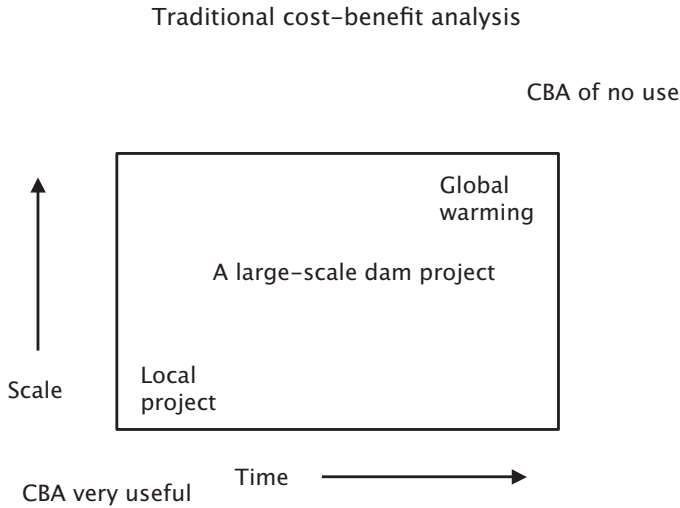 Traditional cost–benefit analysis
CBA of no use
Global
warming
A large–scale dam project
Local
project
Scale
Time
CBA very useful